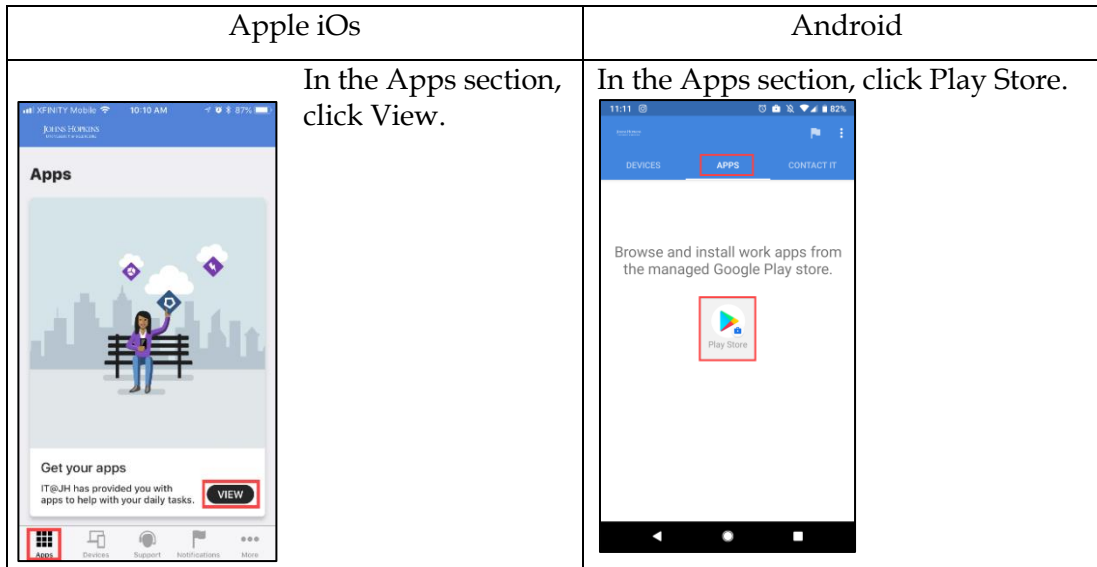 Apple iOs
Android
In the Apps section,
click View.
XFINITY Mobile 10:10 AM 87%
JOHNS HOPKINS
Apps
Get your apps
IT@JH has provided you with
apps to help with your daily tasks.
VIEW
Apps Devices Support Notifications More
In the Apps section, click Play Store.
11:11 82%
DEVICES APPS CONTACT IT
Browse and install work apps from
the managed Google Play store.
Play Store